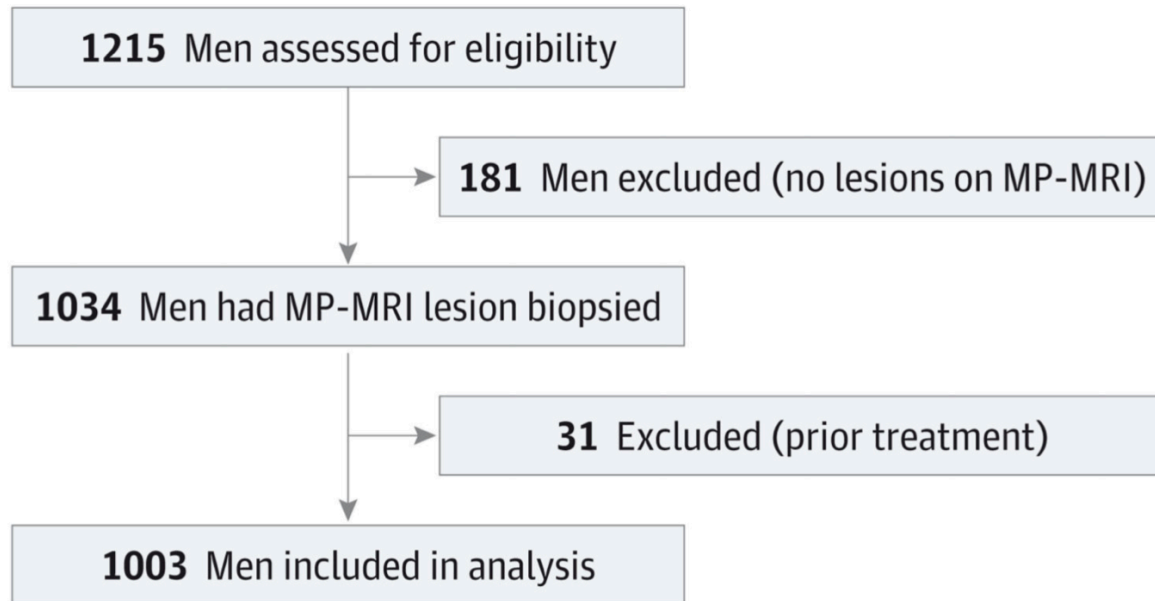 1215 Men assessed for eligibility
181 Men excluded (no lesions on MP-MRI)
1034 Men had MP-MRI lesion biopsied
31 Excluded (prior treatment)
1003 Men included in analysis